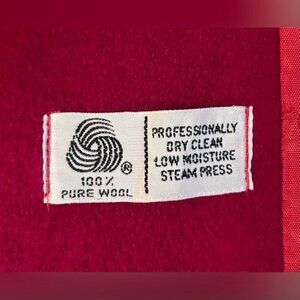 ®
100%
PURE WOOL
PROFESSIONALLY
DRY CLEAN
LOW MOISTURE
STEAM PRESS